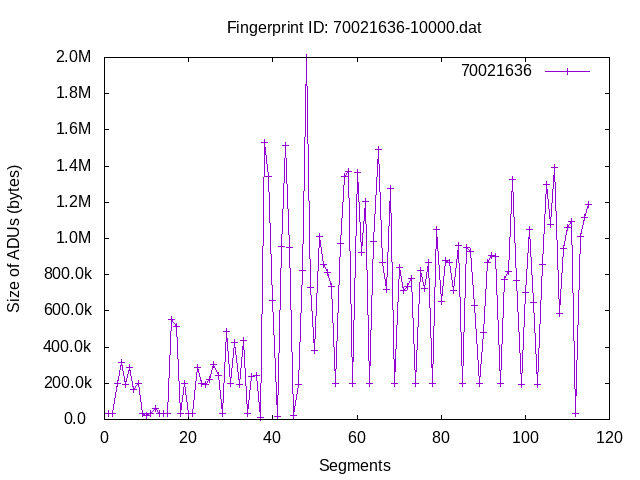 Fingerprint ID: 70021636-10000.dat
70021636
Size of ADUs (bytes)
2.0M
1.8M
1.6M
1.4M
1.2M
1.0M
800.0k
600.0k
400.0k
200.0k
0.0
0 20 40 60 80 100 120
Segments